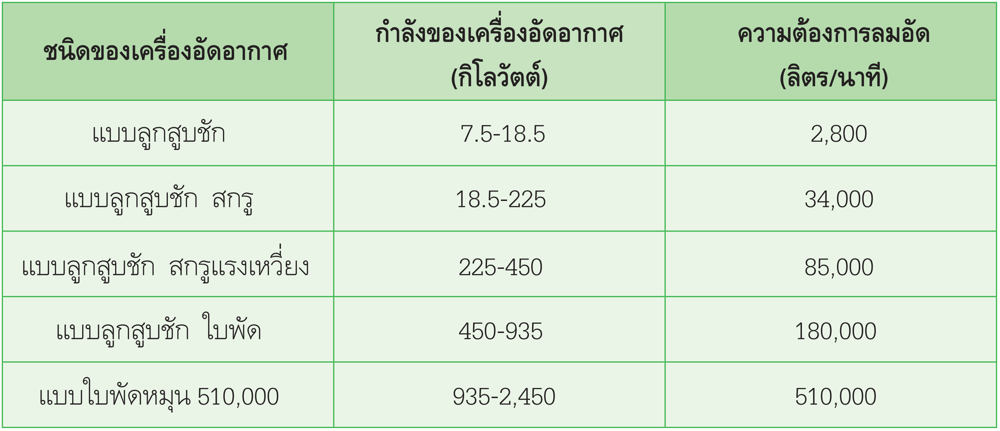 ชนิดของเครื่องอัดอากาศ
กำลังของเครื่องอัดอากาศ
(กิโลวัตต์)
ความต้องการลมอัด
(ลิตร/นาที)
แบบลูกสูบชัก 7.5-18.5 2,800
แบบลูกสูบชัก สกรู 18.5-225 34,000
แบบลูกสูบชัก สกรูแรงเหวี่ยง 225-450 85,000
แบบลูกสูบชัก ใบพัด 450-935 180,000
แบบใบพัดหมุน 510,000 935-2,450 510,000